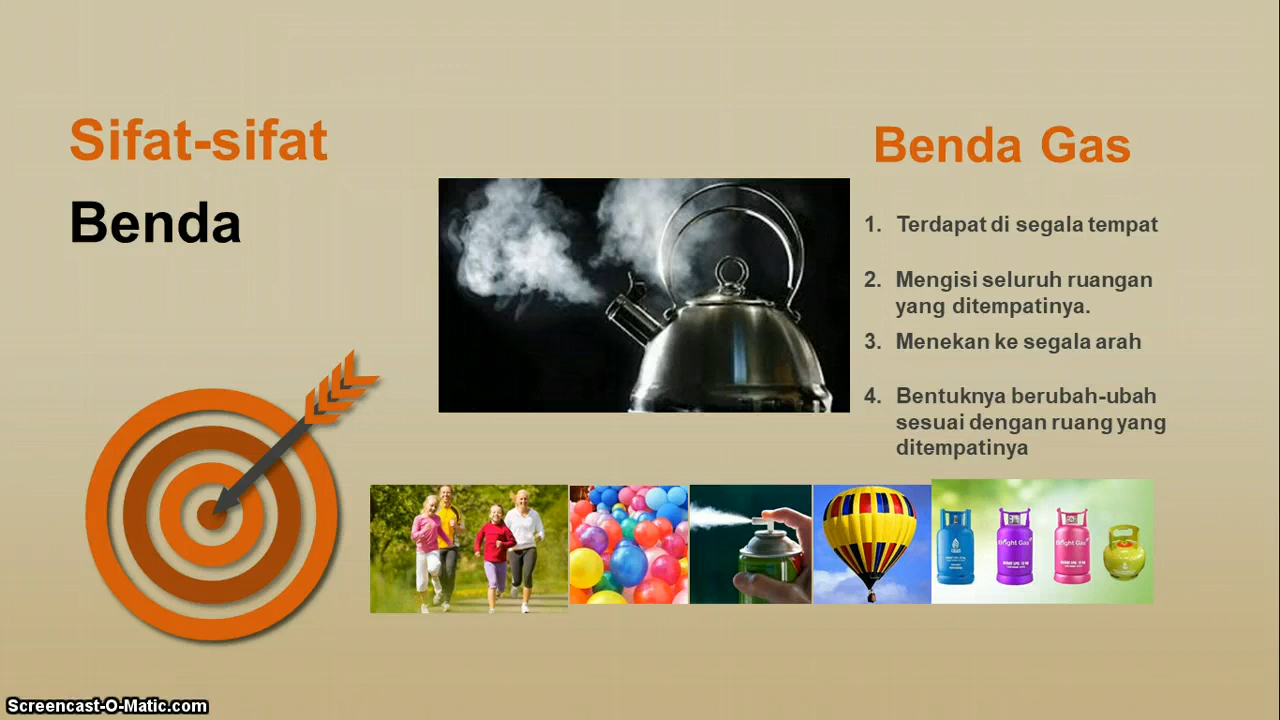 Sifat-sifat
Benda
Benda Gas
1. Terdapat di segala tempat
2. Mengisi seluruh ruangan
yang ditempatinya.
3. Menekan ke segala arah
4. Bentuknya berubah-ubah
sesuai dengan ruang yang
ditempatinya
Bright Gas
Bright Gas
Screencast-O-Matic.com